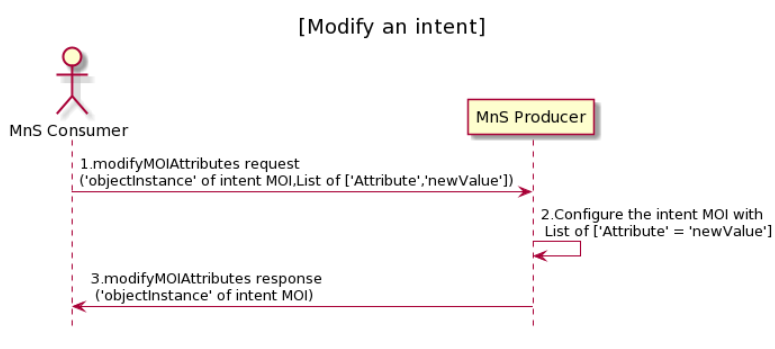 [Modify an intent]
MnS Consumer
MnS Producer
1.modifyMOIAttributes request
('objectInstance' of intent MOI,List of ['Attribute','newValue'])
2.Configure the intent MOI with
List of ['Attribute' = 'newValue']
3.modifyMOIAttributes response
('objectInstance' of intent MOI)